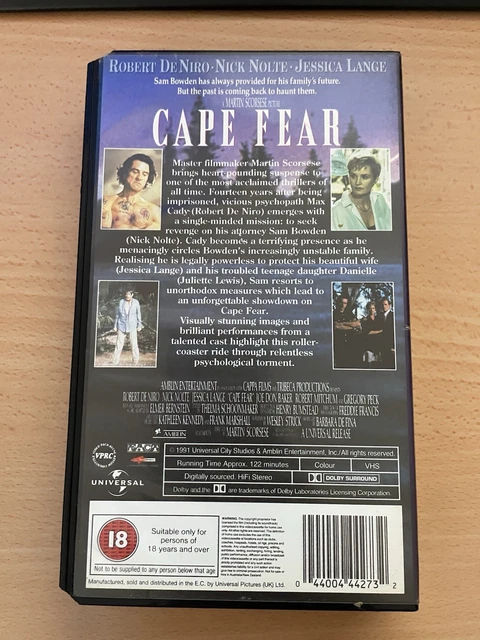 ROBERT DE NIRO · NICK NOLTE · JESSICA LANGE
Sam Bowden has always provided for his family's future.
But the past is coming back to haunt them.
A MARTIN SCORSESE PICTURE
CAPE FEAR
Master filmmaker Martin Scorsese
brings heart pounding suspense to
one of the most acclaimed thrillers of
all time. Fourteen years after being
imprisoned, vicious psychopath Max
Cady (Robert De Niro) emerges with
a single-minded mission: to seek
revenge on his attorney Sam Bowden
(Nick Nolte). Cady becomes a terrifying presence as he
menacingly circles Bowden's increasingly unstable family.
Realising he is legally powerless to protect his beautiful wife
(Jessica Lange) and his troubled teenage daughter Danielle
(Juliette Lewis), Sam resorts to
unorthodox measures which lead to
an unforgettable showdown on
Cape Fear.
Visually stunning images and
brilliant performances from a
talented cast highlight this roller-
coaster ride through relentless
psychological torment.
AMBLIN ENTERTAINMENT CAPPA FILMS AND TRIBECA PRODUCTIONS
ROBERT DE NIRO NICK NOLTE JESSICA LANGE "CAPE FEAR" JOE DON BAKER ROBERT MITCHUM GREGORY PECK
ELMER BERNSTEIN THELMA SCHOONMAKER HENRY BUMSTEAD FREDDIE FRANCIS
KATHLEEN KENNEDY AND FRANK MARSHALL WESLEY STRICK BARBARA DE FINA
AMBLIN MARTIN SCORSESE A UNIVERSAL RELEASE
VPRC
UNIVERSAL
© 1991 Universal City Studios & Amblin Entertainment, Inc./All rights reserved.
Running Time Approx. 122 minutes Colour VHS
Digitally sourced. HiFi Stereo DOLBY SURROUND
Dolby and the are trademarks of Dolby Laboratories Licensing Corporation.
18
Suitable only for
persons of
18 years and over
Not to be supplied to any person below that age
Manufactured, sold and distributed in the E.C. by Universal Pictures (UK) Ltd.
0 44004 44273 2